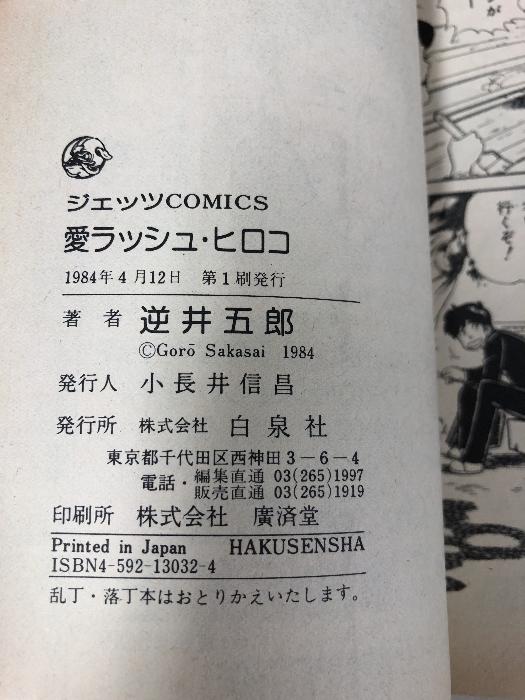 ジェッツCOMICS
愛ラッシュ・ヒロコ
1984年4月12日　第1刷発行
著者　逆井五郎
©Gorō Sakasai 1984
発行人　小長井信昌
発行所　株式会社　白泉社
東京都千代田区西神田3－6－4
電話・編集直通 03(265)1997
販売直通 03(265)1919
印刷所　株式会社　廣済堂
Printed in Japan　HAKUSENSHA
ISBN4-592-13032-4
乱丁・落丁本はおとりかえいたします。
が
行くぞ!